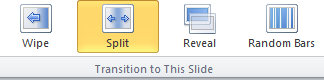 Wipe Split Reveal Random Bars
Transition to This Slide